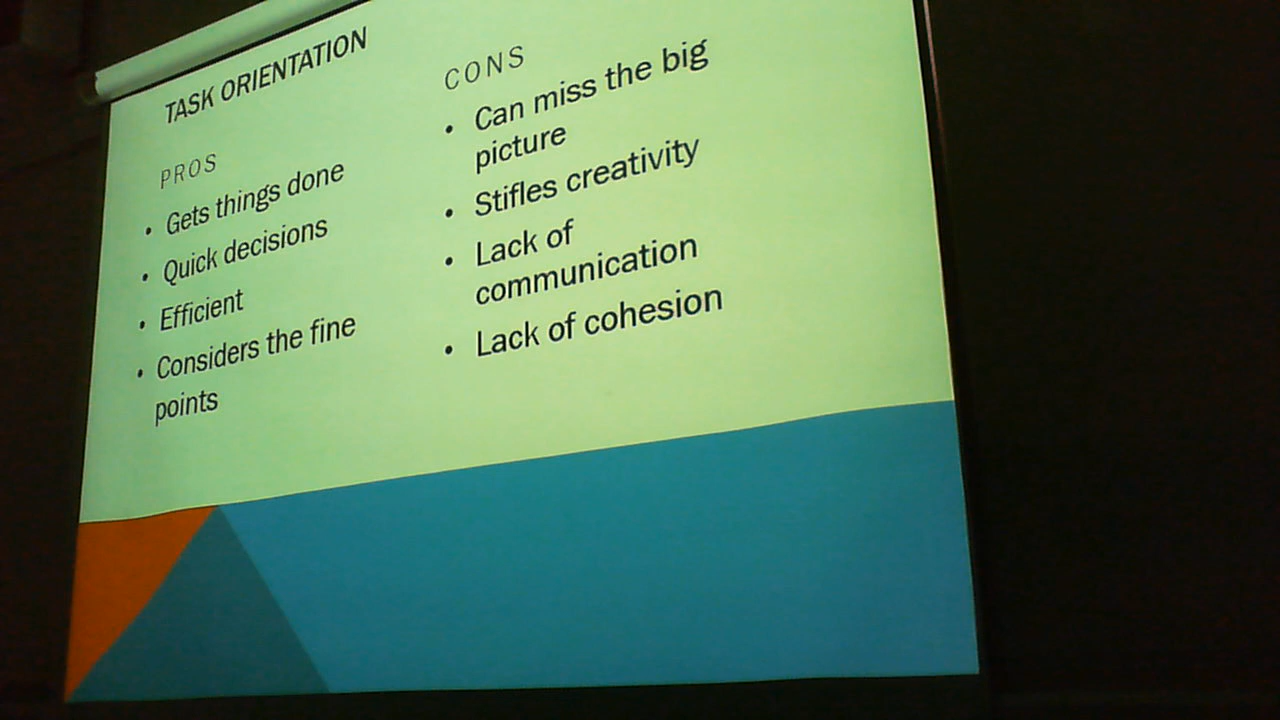 TASK ORIENTATION
PROS
• Gets things done
• Quick decisions
• Efficient
• Considers the fine
points
CONS
• Can miss the big
picture
• Stifles creativity
• Lack of
communication
• Lack of cohesion